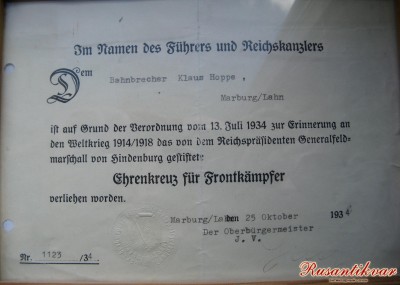 Im Namen des Führers und Reichskanzlers
Dem
Bahnbrecher Klaus Hoppe ,
Marburg/Lahn
ist auf Grund der Verordnung vom 13. Juli 1934 zur Erinnerung an
den Weltkrieg 1914/1918 das von dem Reichspräsidenten Generalfeld-
marschall von Hindenburg gestiftete
Ehrenkreuz für Frontkämpfer
verliehen worden.
Marburg/Lahn den 25 Oktober 1934
Der Oberbürgermeister
J. V.
Nr. 1123 /34.
Rusantikvar